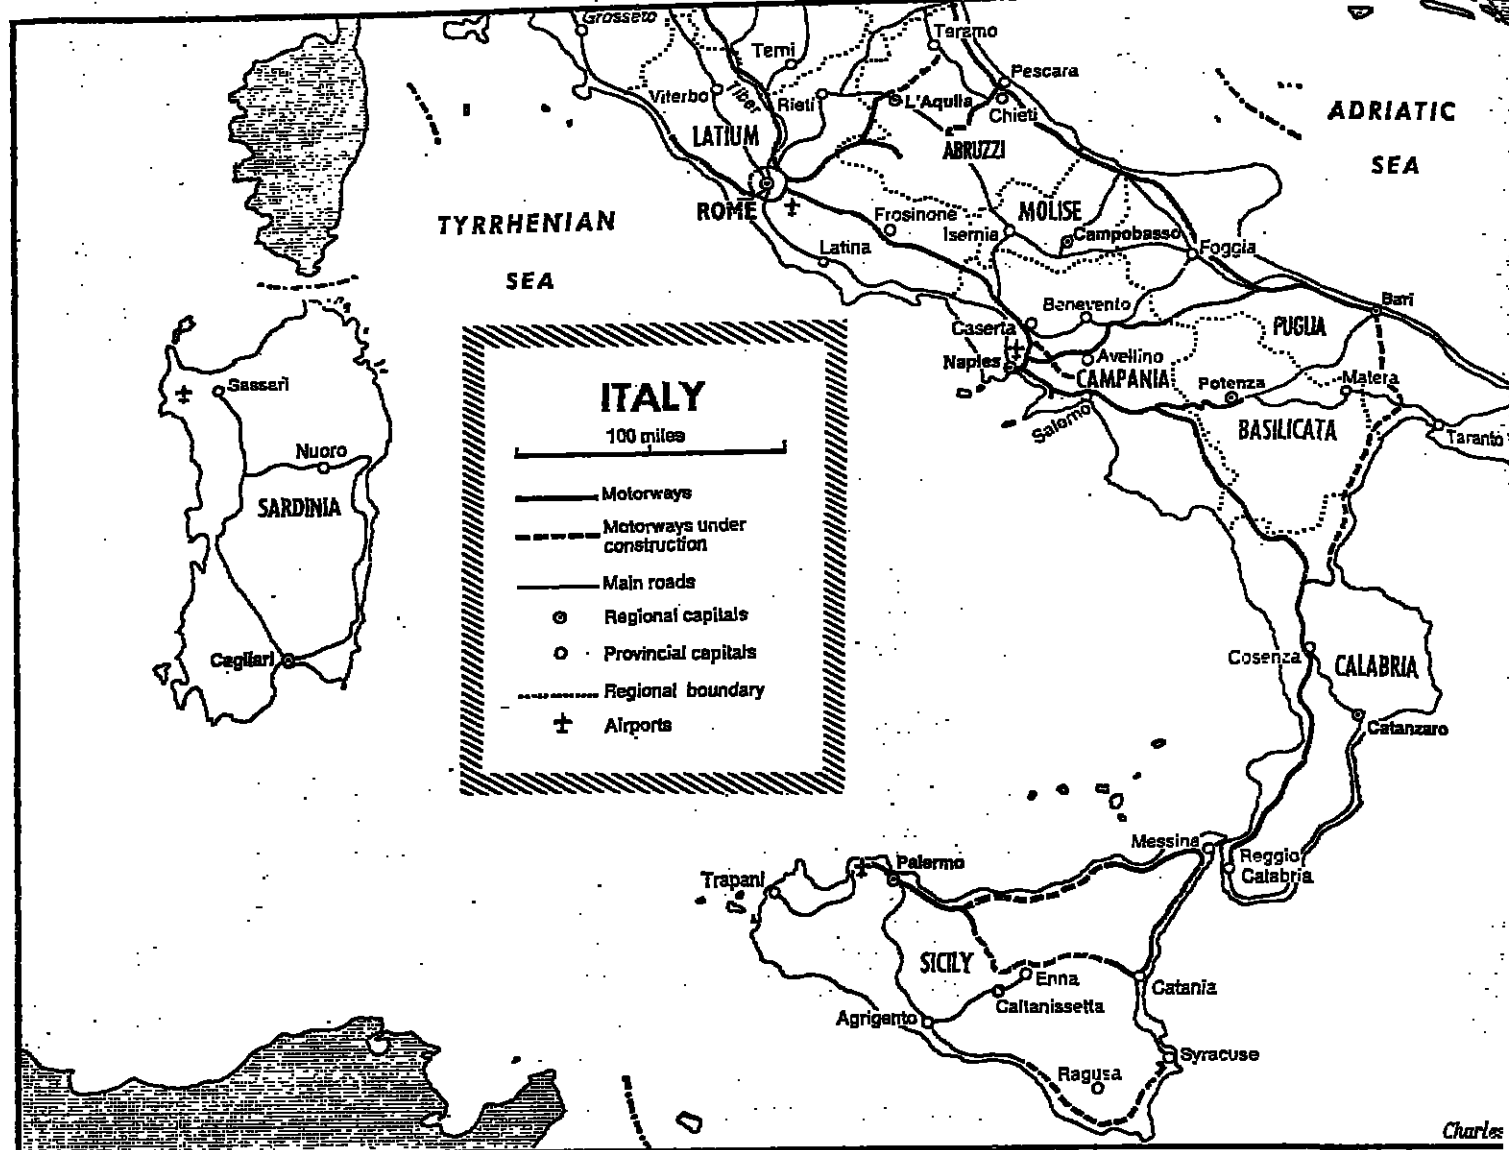 Grosseto
Teramo
Terni
Pescara
Viterbo
Tiber
Rieti
L'Aquila
Chieti
ADRIATIC
SEA
LATIUM
ABRUZZI
TYRRHENIAN
SEA
ROME
Frosinone
MOLISE
Isernia
Campobasso
Latina
Foggia
Benevento
Bari
Caserta
PUGLIA
Naples
Avellino
CAMPANIA
Potenza
Matera
Salerno
BASILICATA
Taranto
Sassari
Nuoro
SARDINIA
Cagliari
ITALY
100 miles
Motorways
Motorways under
construction
Main roads
Regional capitals
Provincial capitals
Regional boundary
Airports
Cosenza
CALABRIA
Catanzaro
Messina
Reggio
Calabria
Trapani
Palermo
SICILY
Enna
Catania
Caltanissetta
Agrigento
Syracuse
Ragusa
Charles